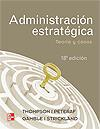 Administración
estratégica
Teoría y casos
18ª edición
THOMPSON | PETERAF
GAMBLE | STRICKLAND